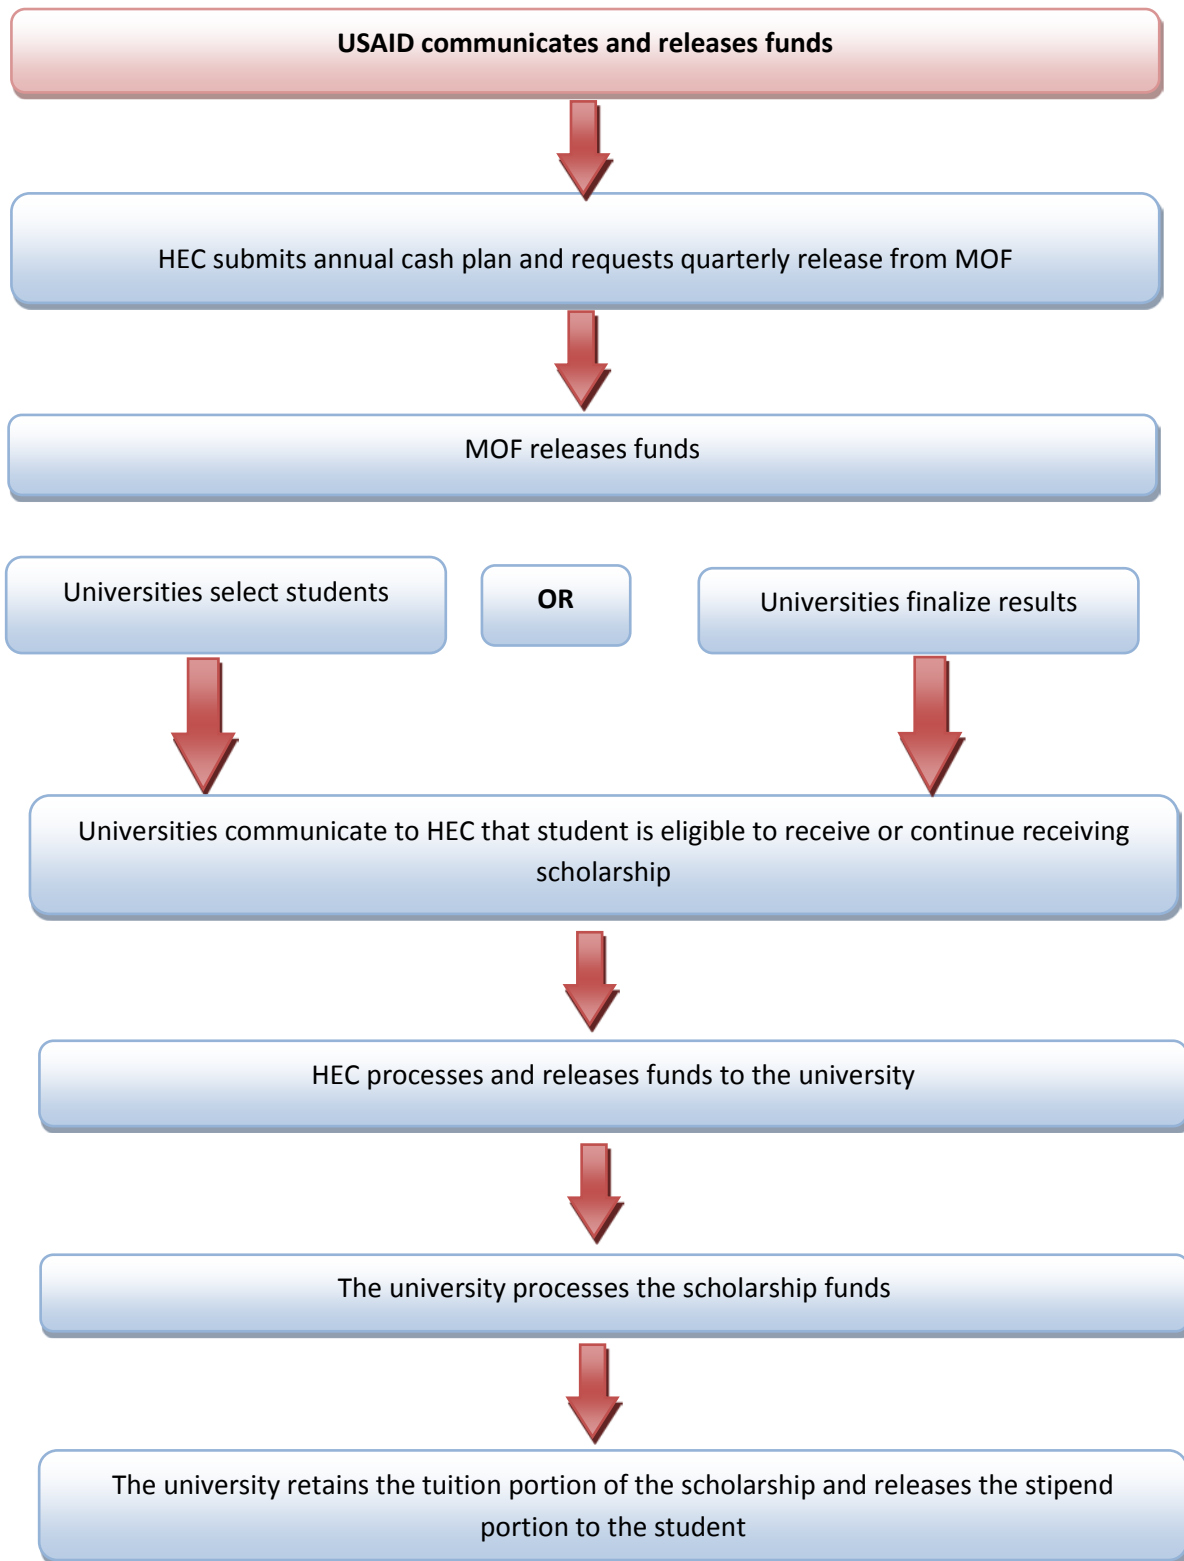 USAID communicates and releases funds
HEC submits annual cash plan and requests quarterly release from MOF
MOF releases funds
Universities select students
OR
Universities finalize results
Universities communicate to HEC that student is eligible to receive or continue receiving
scholarship
HEC processes and releases funds to the university
The university processes the scholarship funds
The university retains the tuition portion of the scholarship and releases the stipend
portion to the student